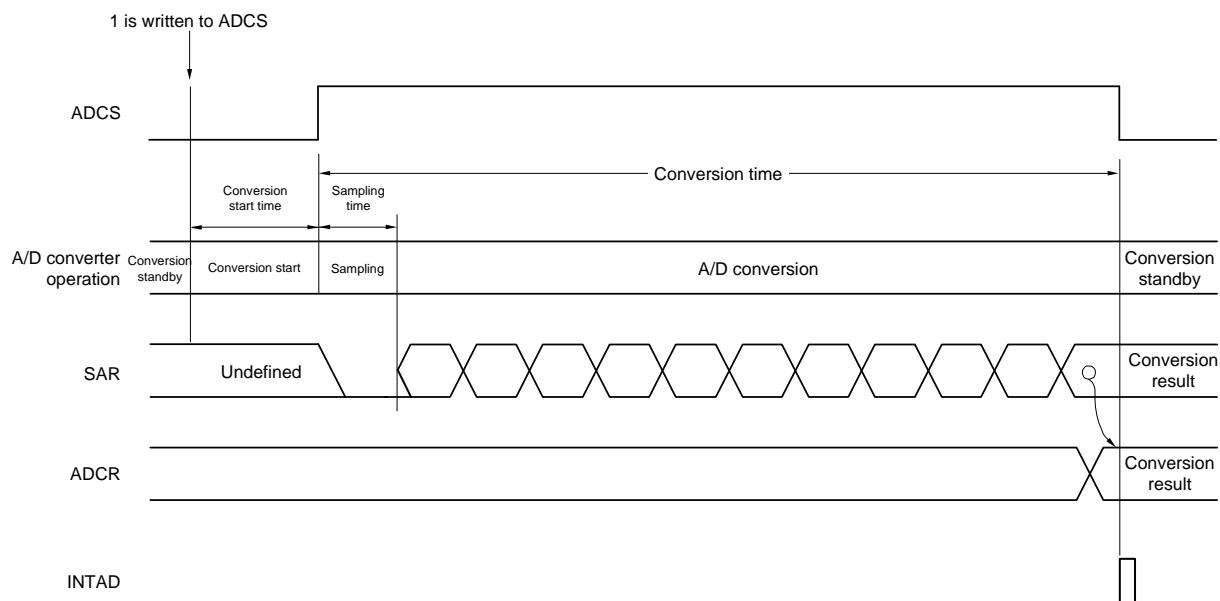 1 is written to ADCS
ADCS
Conversion time
Conversion
start time
Sampling
time
A/D converter
operation
Conversion
standby
Conversion start
Sampling
A/D conversion
Conversion
standby
SAR
Undefined
Conversion
result
ADCR
Conversion
result
INTAD